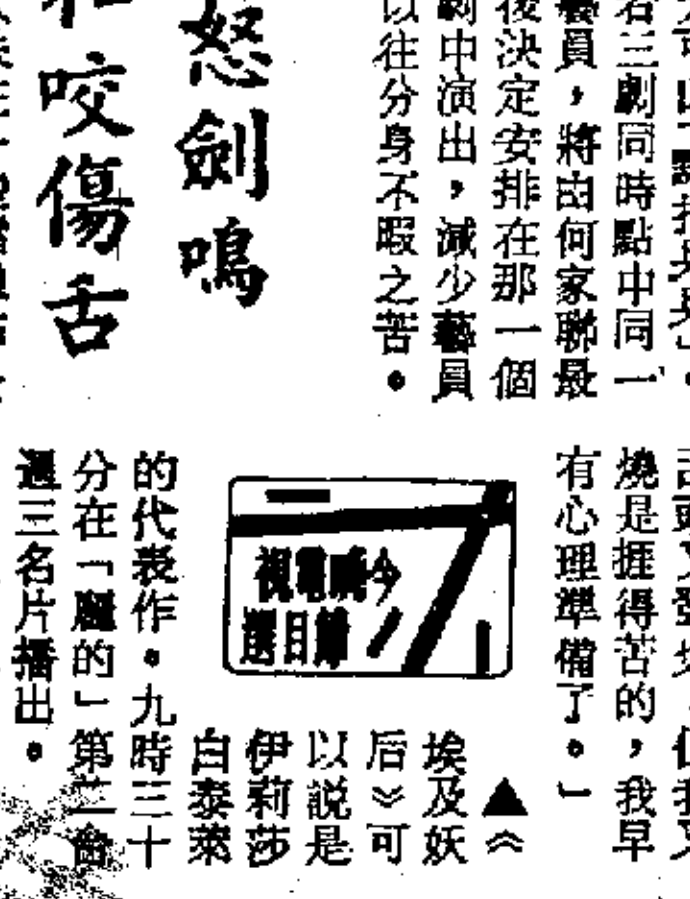 若三劇同時點中同一
藝員，將由何家聯最
後決定安排在那一個
劇中演出，減少藝員
以往分身不暇之苦。
怒劍鳴
咬傷舌
燒是捱得苦的，我早
有心理準備了。」
今晚電視
節目選
▲《
埃及妖
后》可
以說是
伊莉莎
白泰萊
的代表作。九時三十
分在「麗的」第二台
週三名片播出。